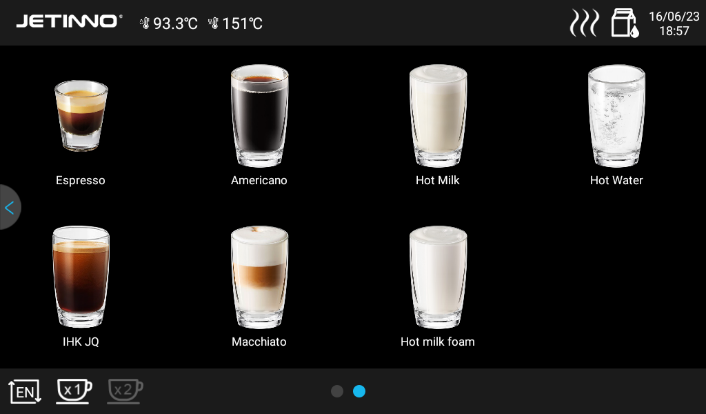 JETINNO®
93.3℃
151℃
16/06/23
18:57
Espresso
Americano
Hot Milk
Hot Water
IHK JQ
Macchiato
Hot milk foam
EN
x1
x2